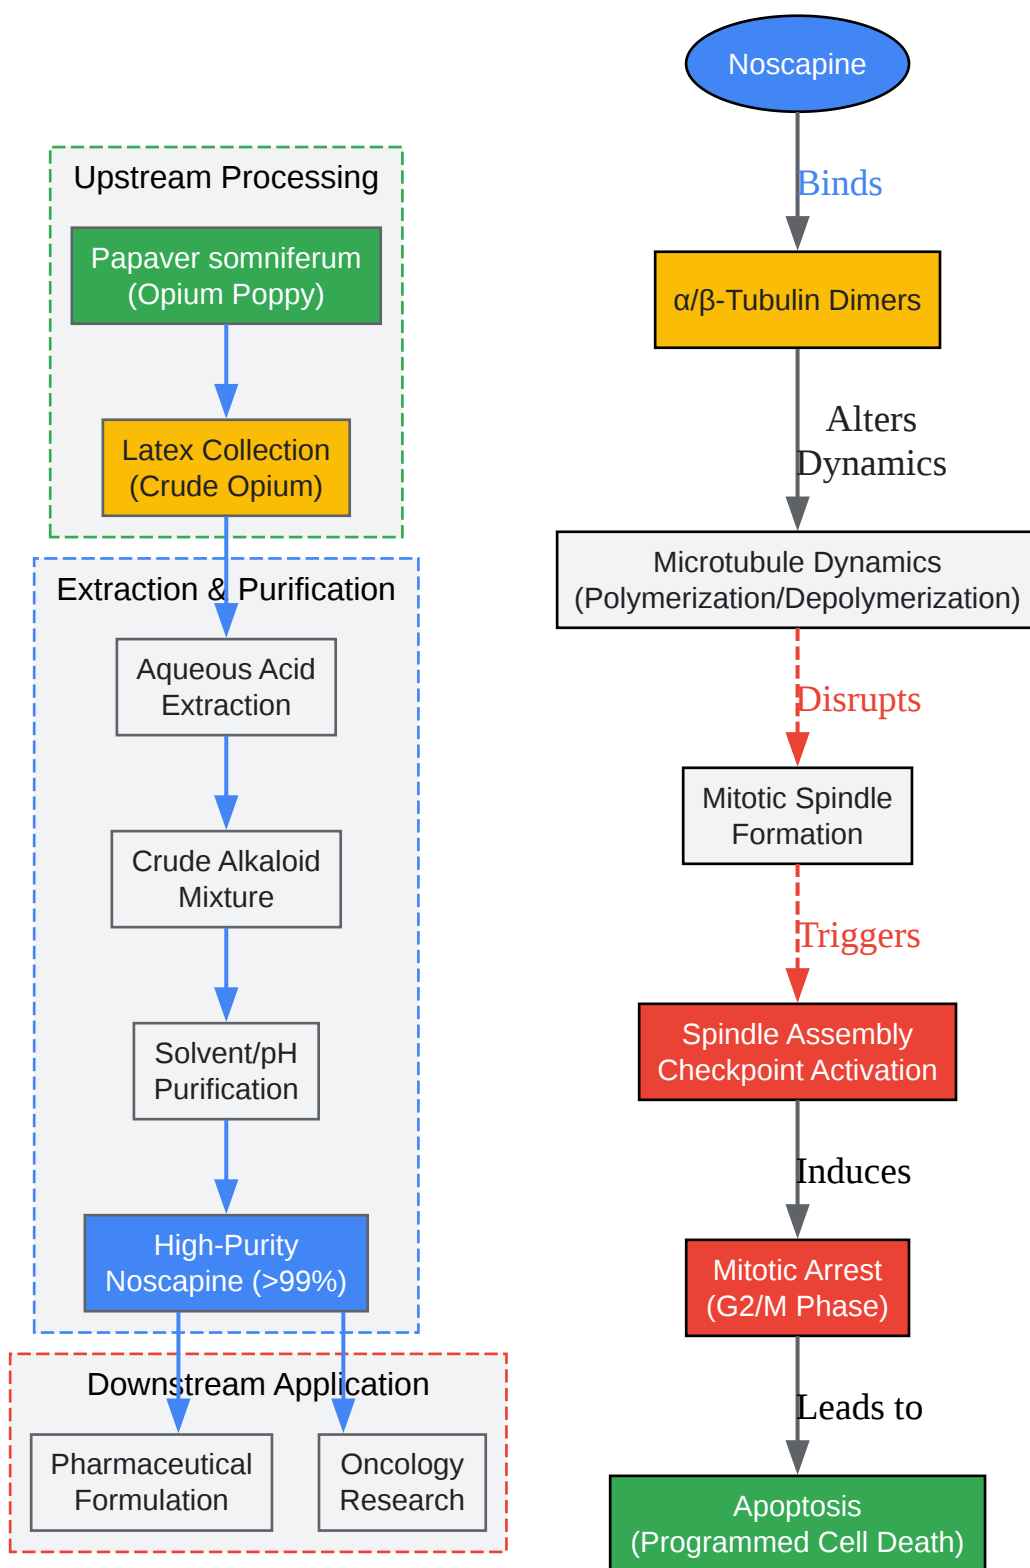 Upstream Processing
Papaver somniferum
(Opium Poppy)
Latex Collection
(Crude Opium)
Extraction & Purification
Aqueous Acid
Extraction
Crude Alkaloid
Mixture
Solvent/pH
Purification
High-Purity
Noscapine (>99%)
Downstream Application
Pharmaceutical
Formulation
Oncology
Research
Noscapine
Binds
α/β-Tubulin Dimers
Alters
Dynamics
Microtubule Dynamics
(Polymerization/Depolymerization)
Disrupts
Mitotic Spindle
Formation
Triggers
Spindle Assembly
Checkpoint Activation
Induces
Mitotic Arrest
(G2/M Phase)
Leads to
Apoptosis
(Programmed Cell Death)